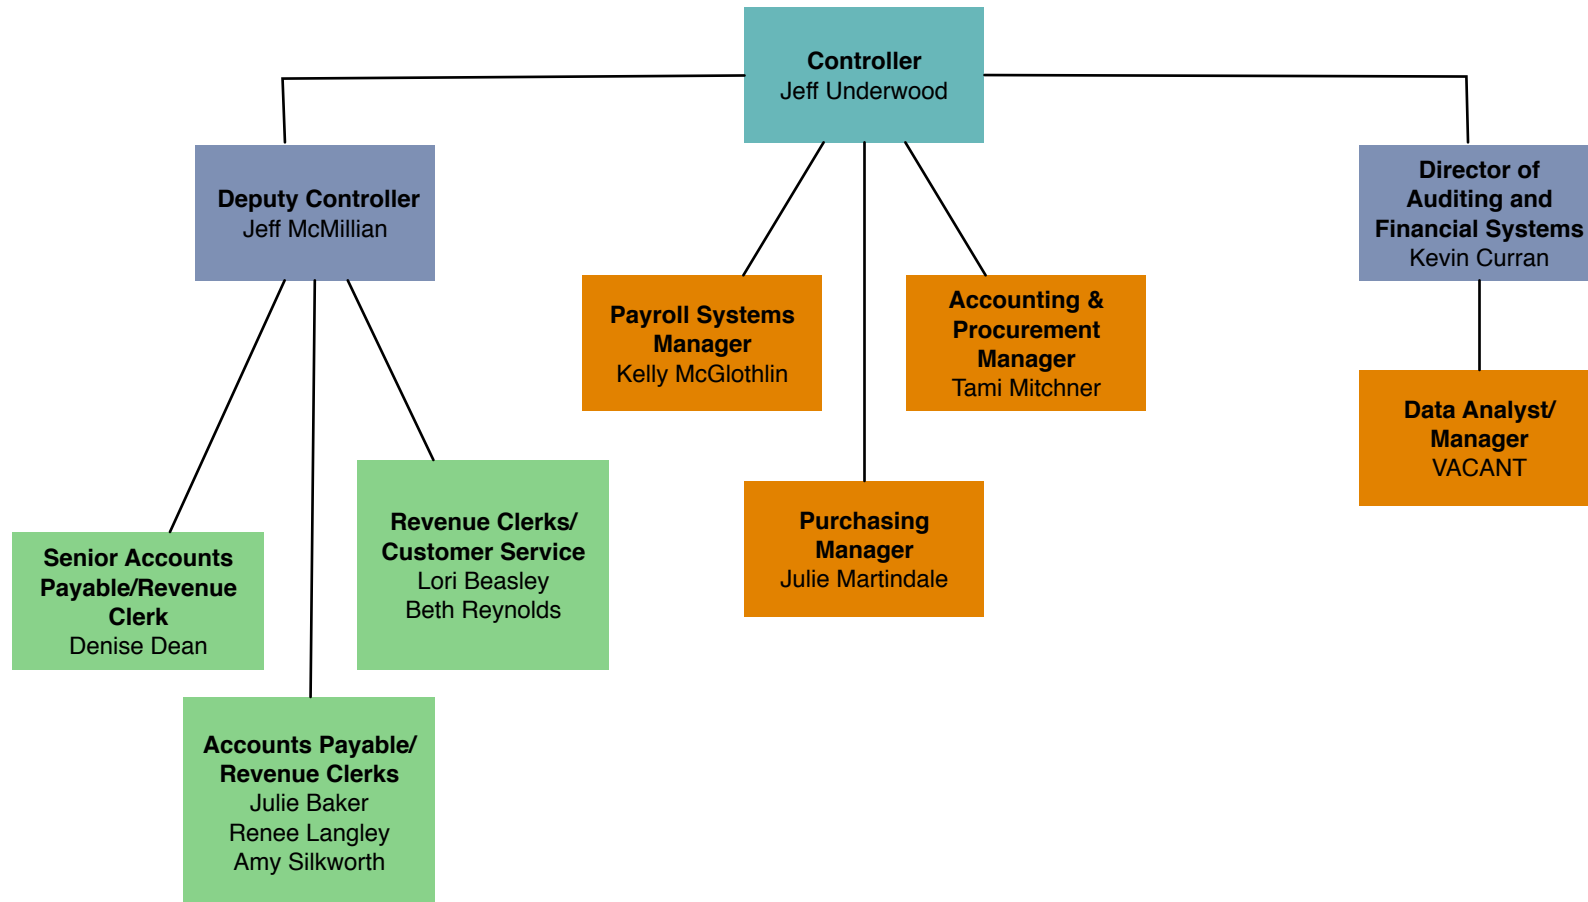 Controller
Jeff Underwood
Deputy Controller
Jeff McMillian
Director of
Auditing and
Financial Systems
Kevin Curran
Payroll Systems
Manager
Kelly McGlothlin
Accounting &
Procurement
Manager
Tami Mitchner
Data Analyst/
Manager
VACANT
Revenue Clerks/
Customer Service
Lori Beasley
Beth Reynolds
Purchasing
Manager
Julie Martindale
Senior Accounts
Payable/Revenue
Clerk
Denise Dean
Accounts Payable/
Revenue Clerks
Julie Baker
Renee Langley
Amy Silkworth